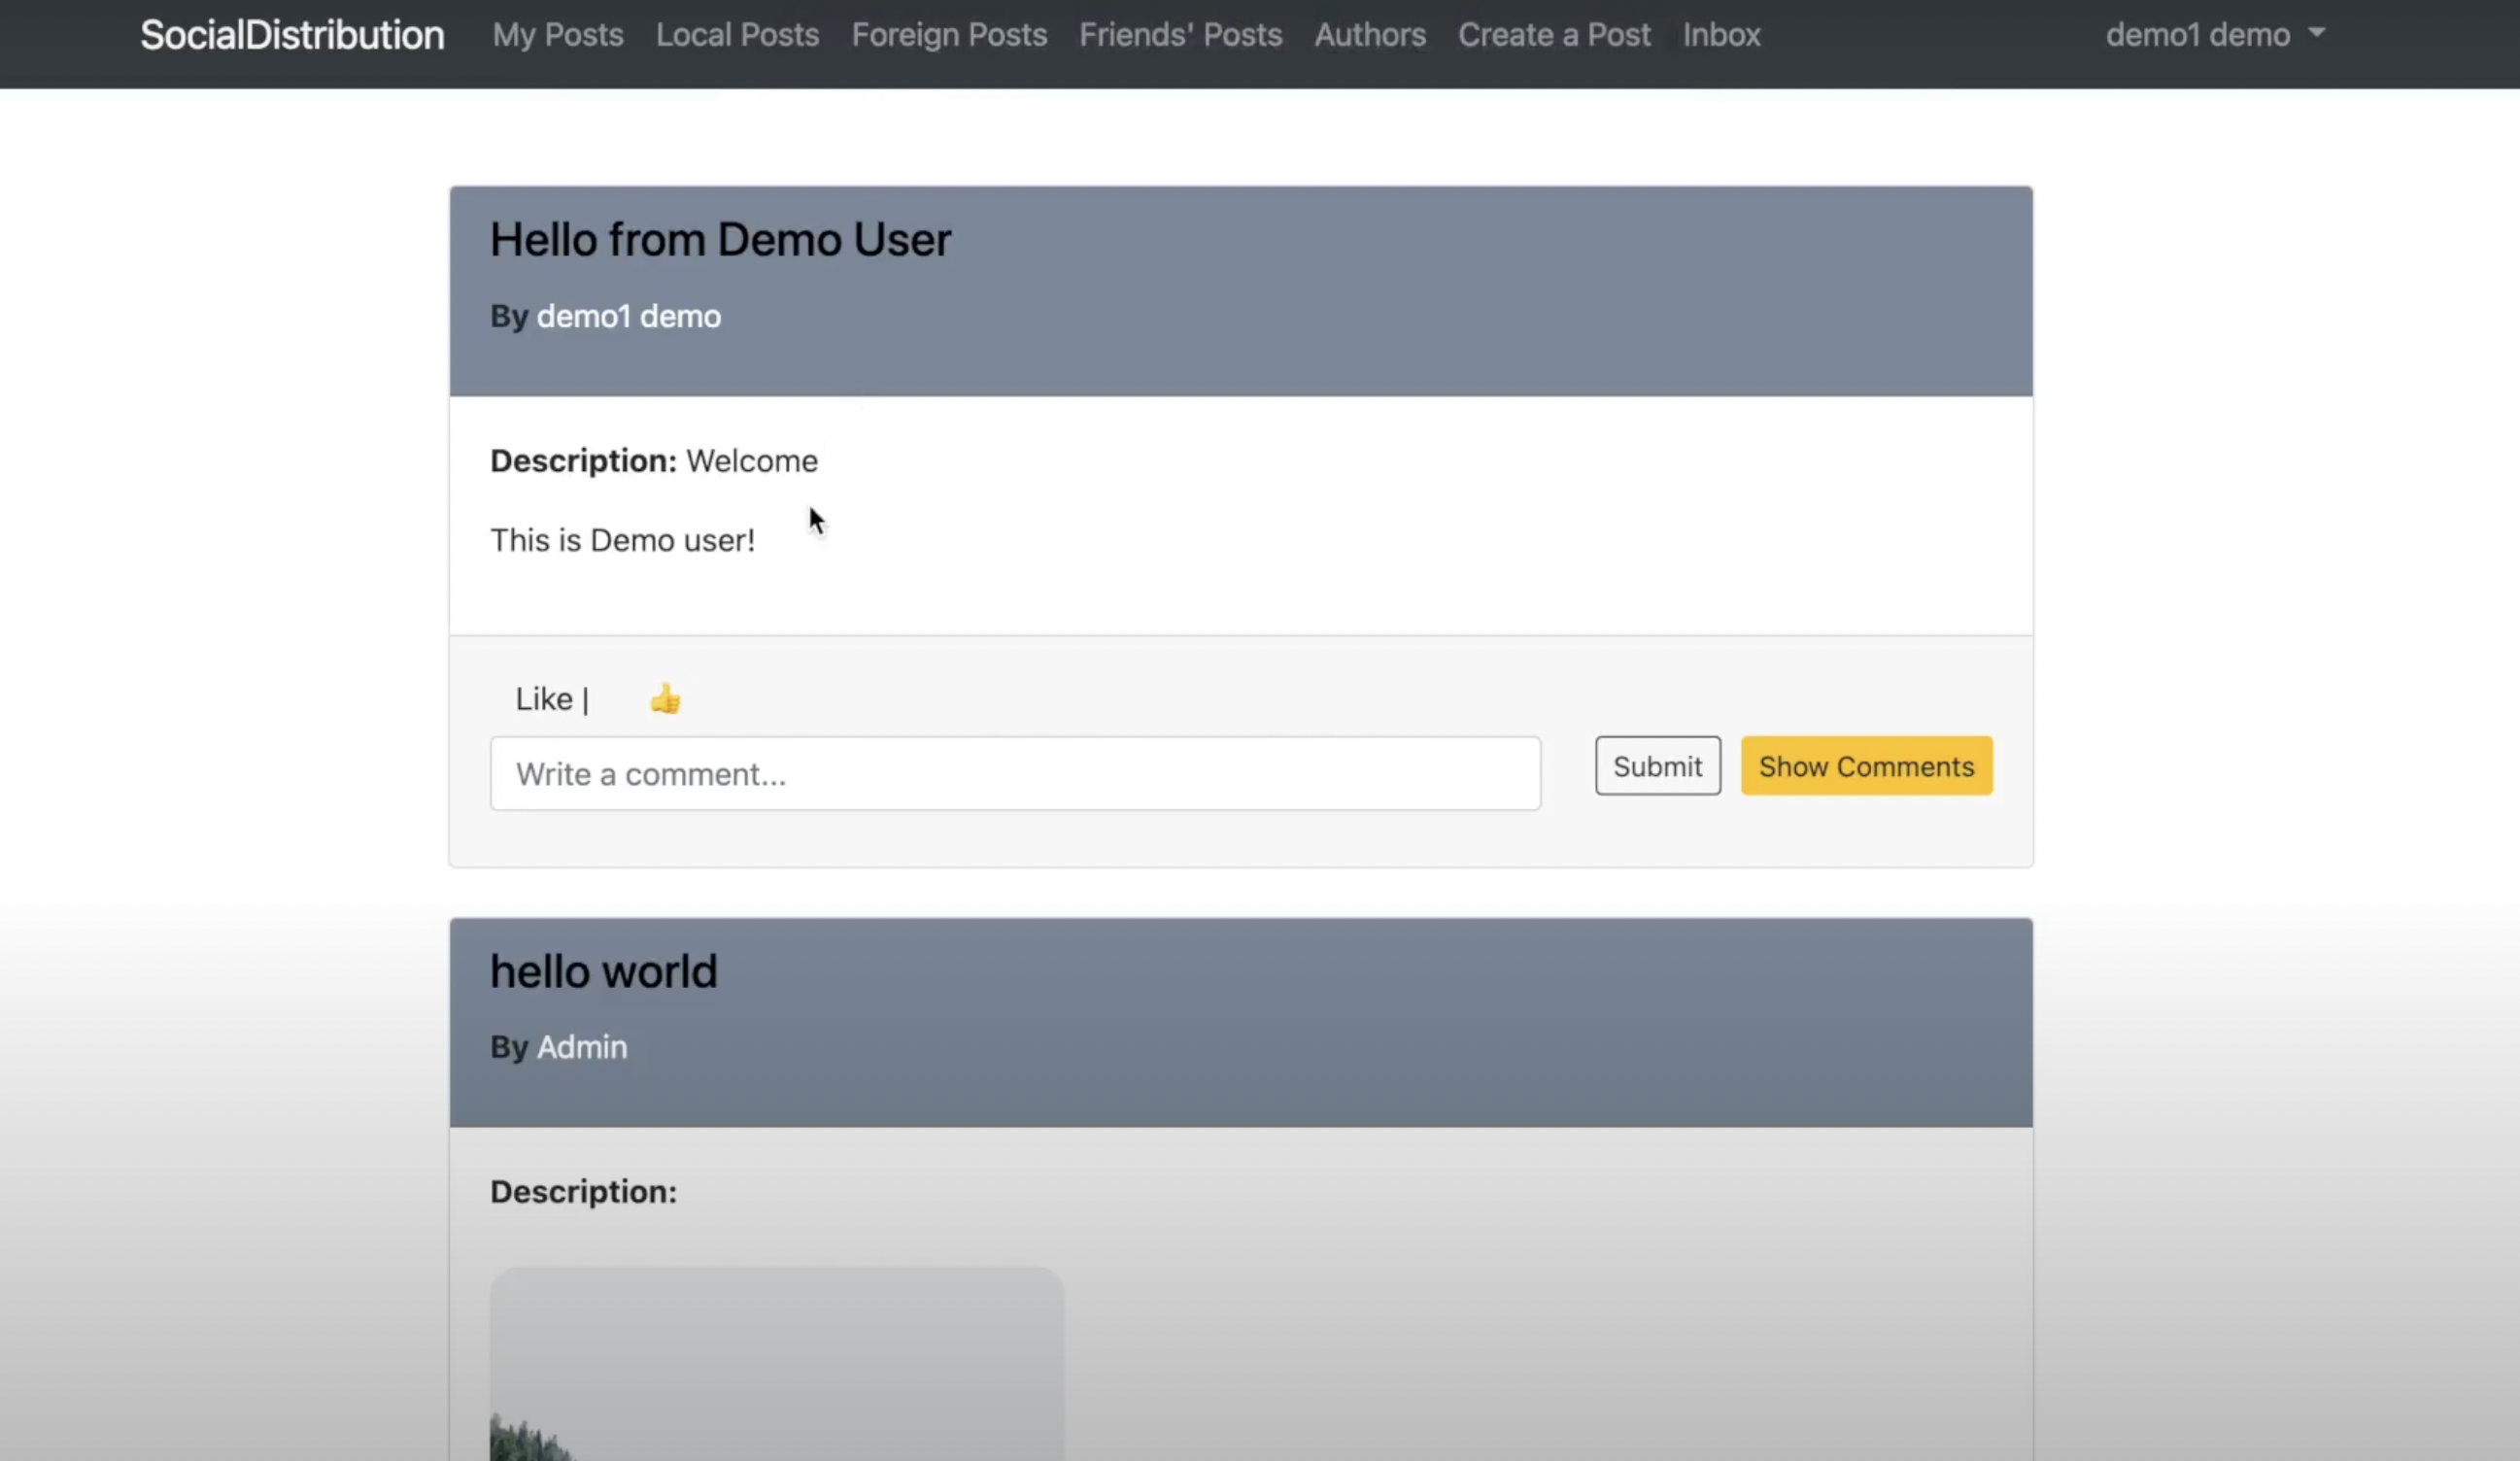 SocialDistribution My Posts Local Posts Foreign Posts Friends' Posts Authors Create a Post Inbox demo1 demo
Hello from Demo User
By demo1 demo
Description: Welcome
This is Demo user!
Like | 👍
Write a comment...
Submit Show Comments
hello world
By Admin
Description: